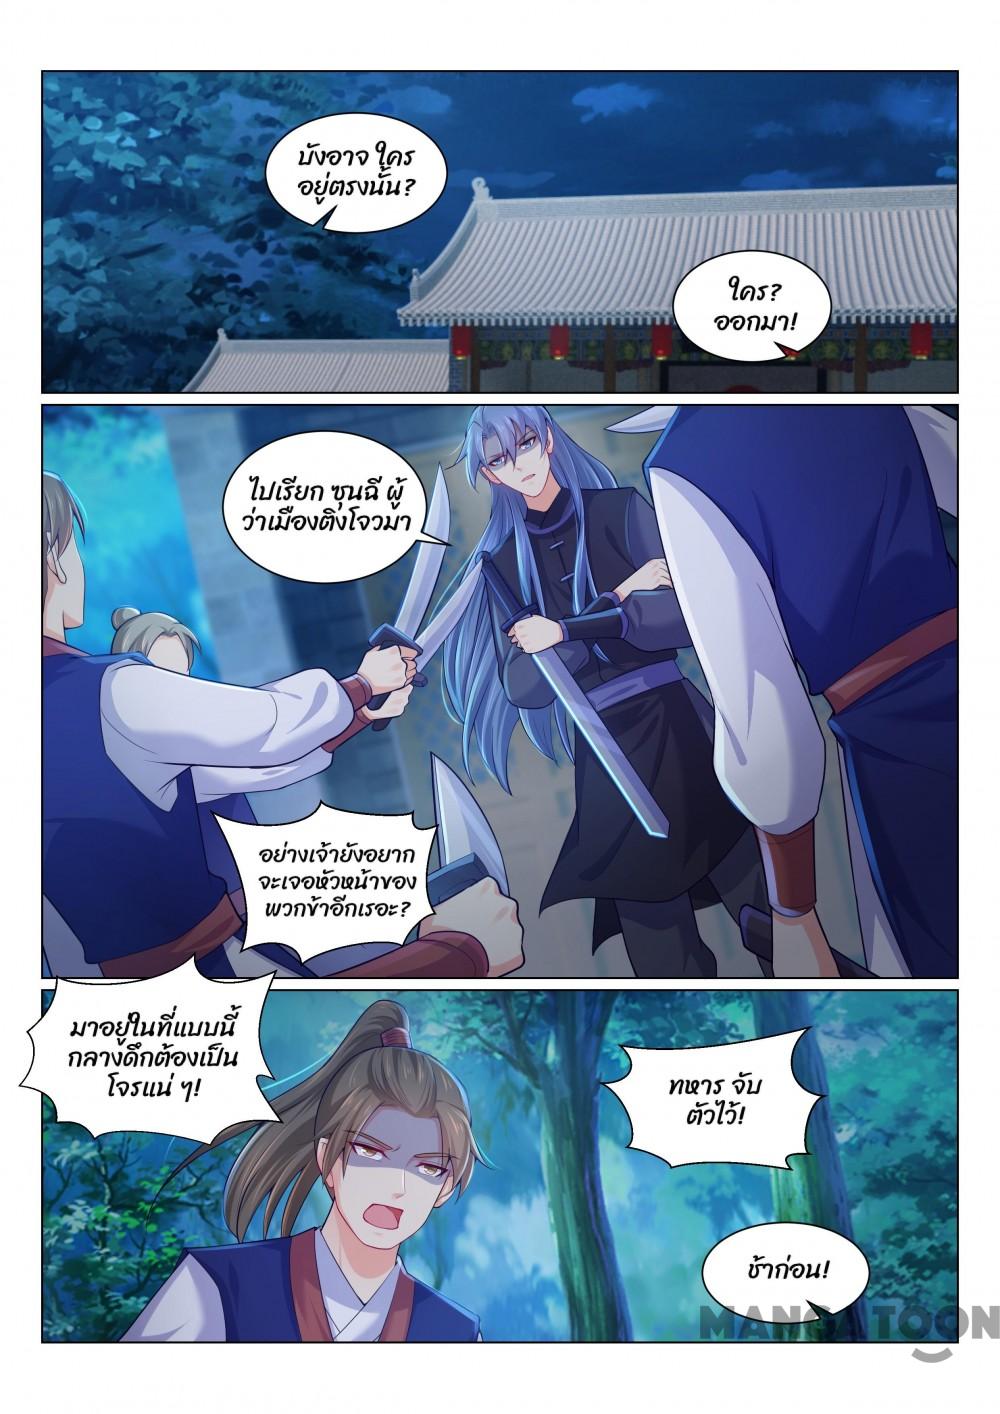 บังอาจ ใคร
อยู่ตรงนั้น?
ใคร?
ออกมา!
ไปเรียก ซุนฉี ผู้
ว่าเมืองติ่งโจวมา
อย่างเจ้ายังอยาก
จะเจอหัวหน้าของ
พวกข้าอีกเรอะ?
มาอยู่ในที่แบบนี้
กลางดึกต้องเป็น
โจรแน่ ๆ!
ทหาร จับ
ตัวไว้!
ช้าก่อน!
MANGATOON